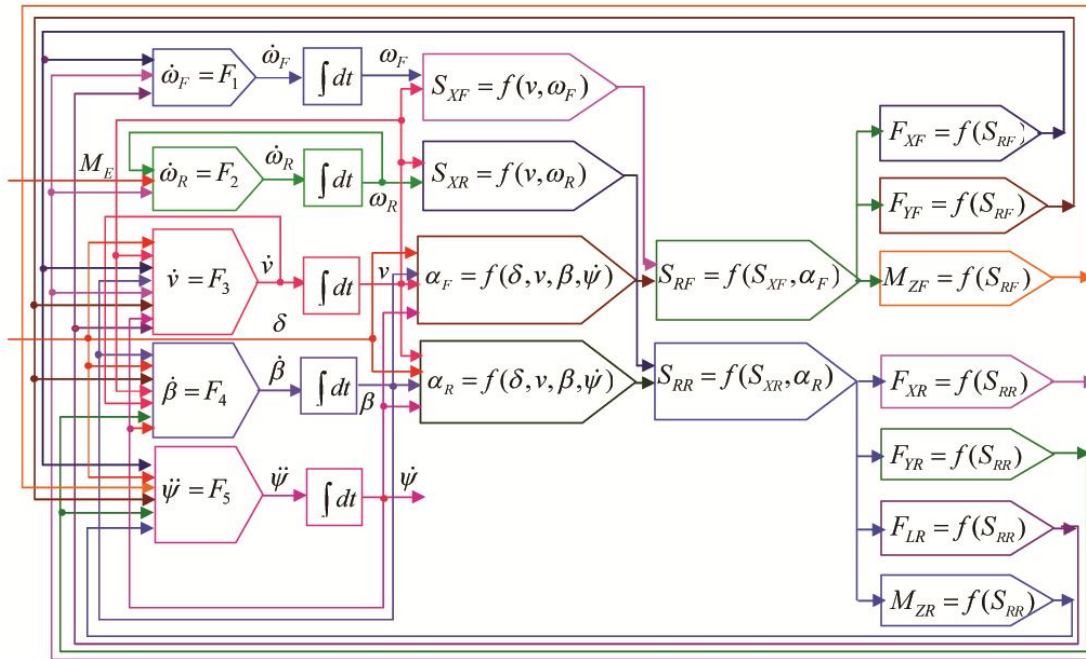 ω̇_F = F_1
ω̇_F
∫ dt
ω_F
S_XF = f(v, ω_F)
F_XF = f(S_RF)
M_E
ω̇_R = F_2
ω̇_R
∫ dt
ω_R
S_XR = f(v, ω_R)
F_YF = f(S_RF)
v̇ = F_3
v̇
∫ dt
v
α_F = f(δ, v, β, ψ̇)
S_RF = f(S_XF, α_F)
M_ZF = f(S_RF)
δ
β̇ = F_4
β̇
∫ dt
β
α_R = f(δ, v, β, ψ̇)
S_RR = f(S_XR, α_R)
F_XR = f(S_RR)
F_YR = f(S_RR)
ψ̈ = F_5
ψ̈
∫ dt
ψ̇
F_LR = f(S_RR)
M_ZR = f(S_RR)